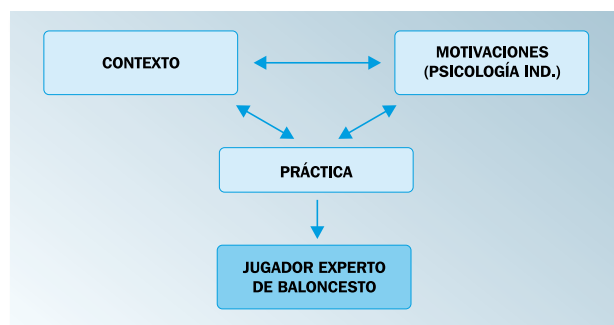 CONTEXTO
MOTIVACIONES
(PSICOLOGÍA IND.)
PRÁCTICA
JUGADOR EXPERTO
DE BALONCESTO